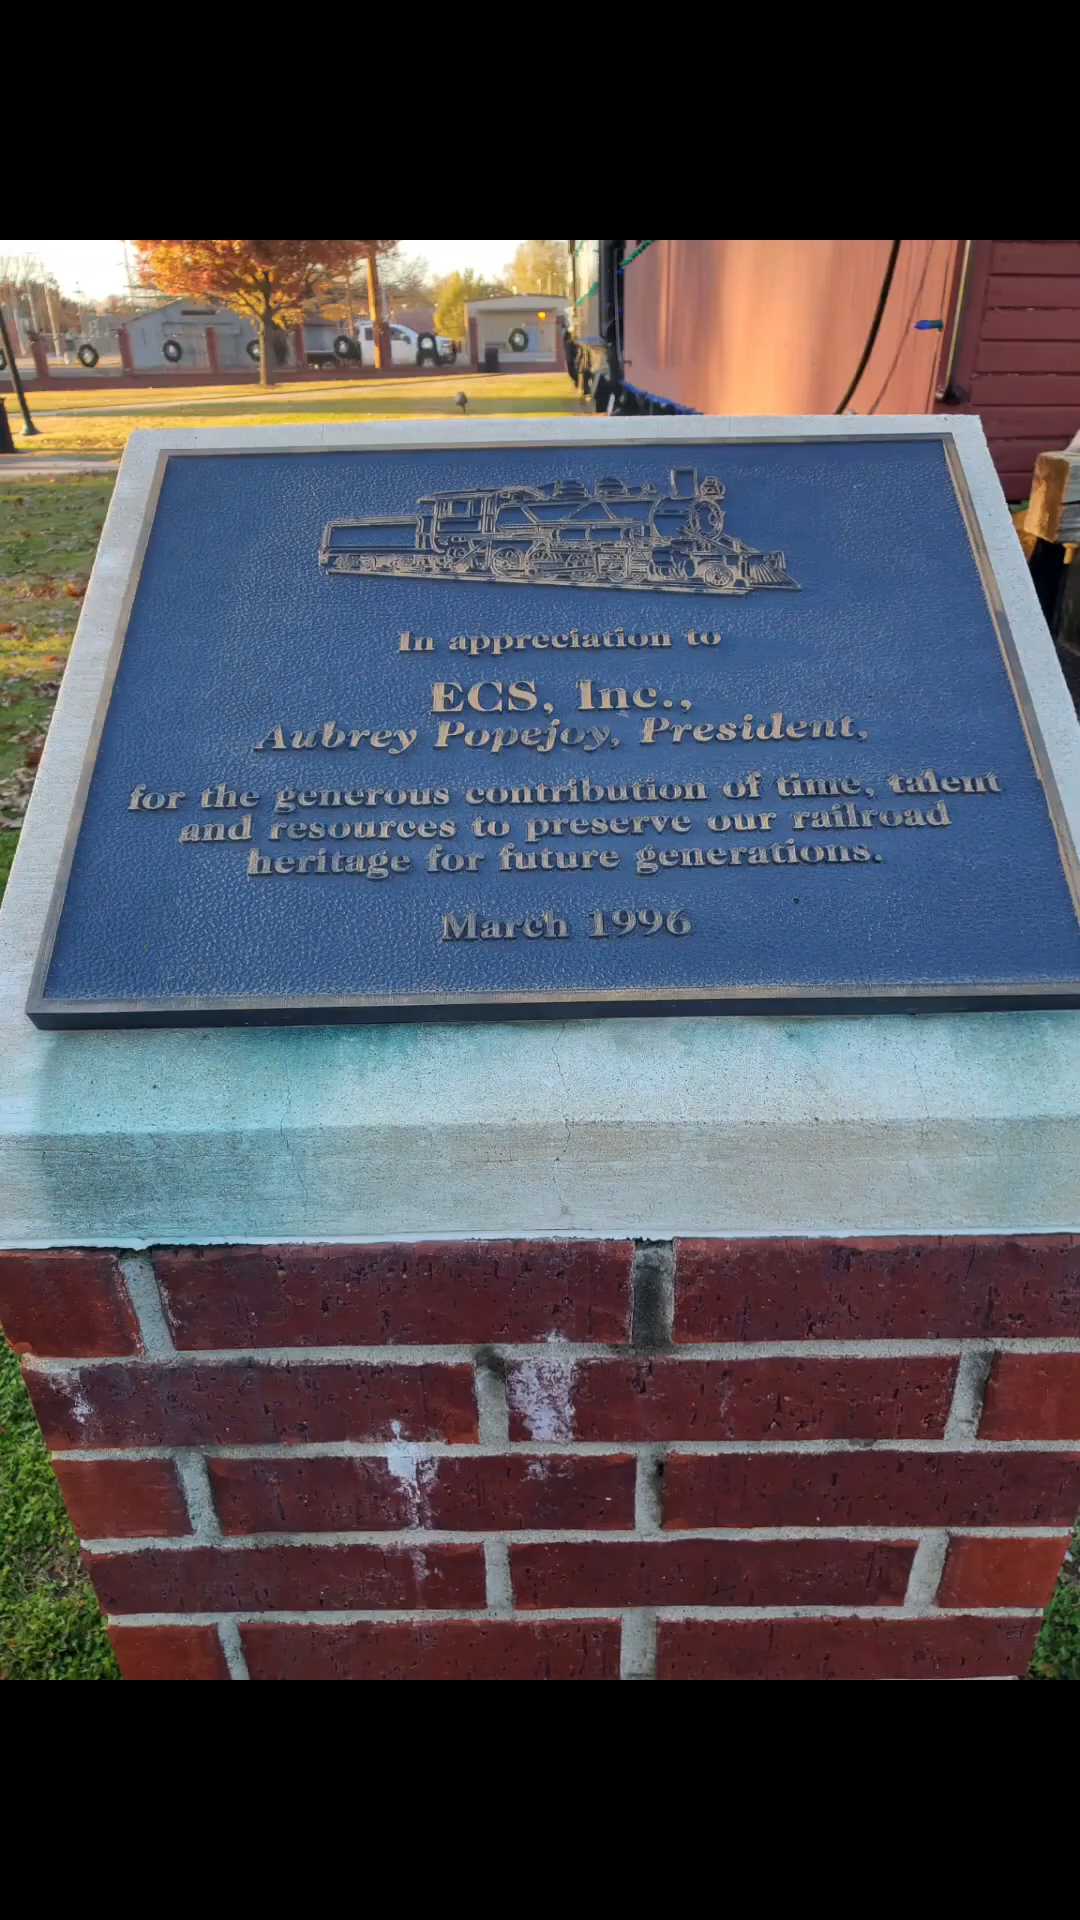 In appreciation to
ECS, Inc.,
Aubrey Popejoy, President,
for the generous contribution of time, talent
and resources to preserve our railroad
heritage for future generations.
March 1996